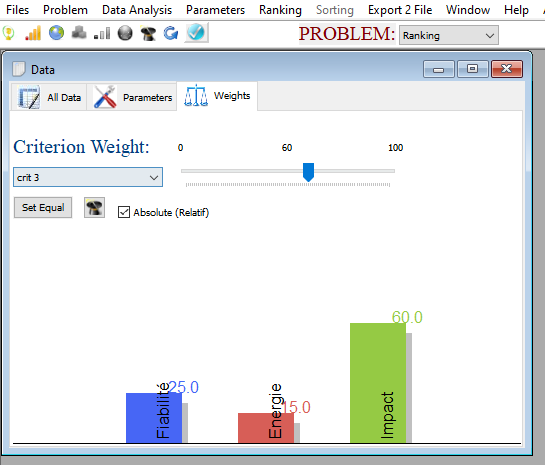 Files Problem Data Analysis Parameters Ranking Sorting Export 2 File Window Help
PROBLEM: Ranking
Data
All Data Parameters Weights
Criterion Weight: 0 60 100
crit 3
Set Equal Absolute (Relatif)
60.0
25.0
15.0
Fiabilité Energie Impact